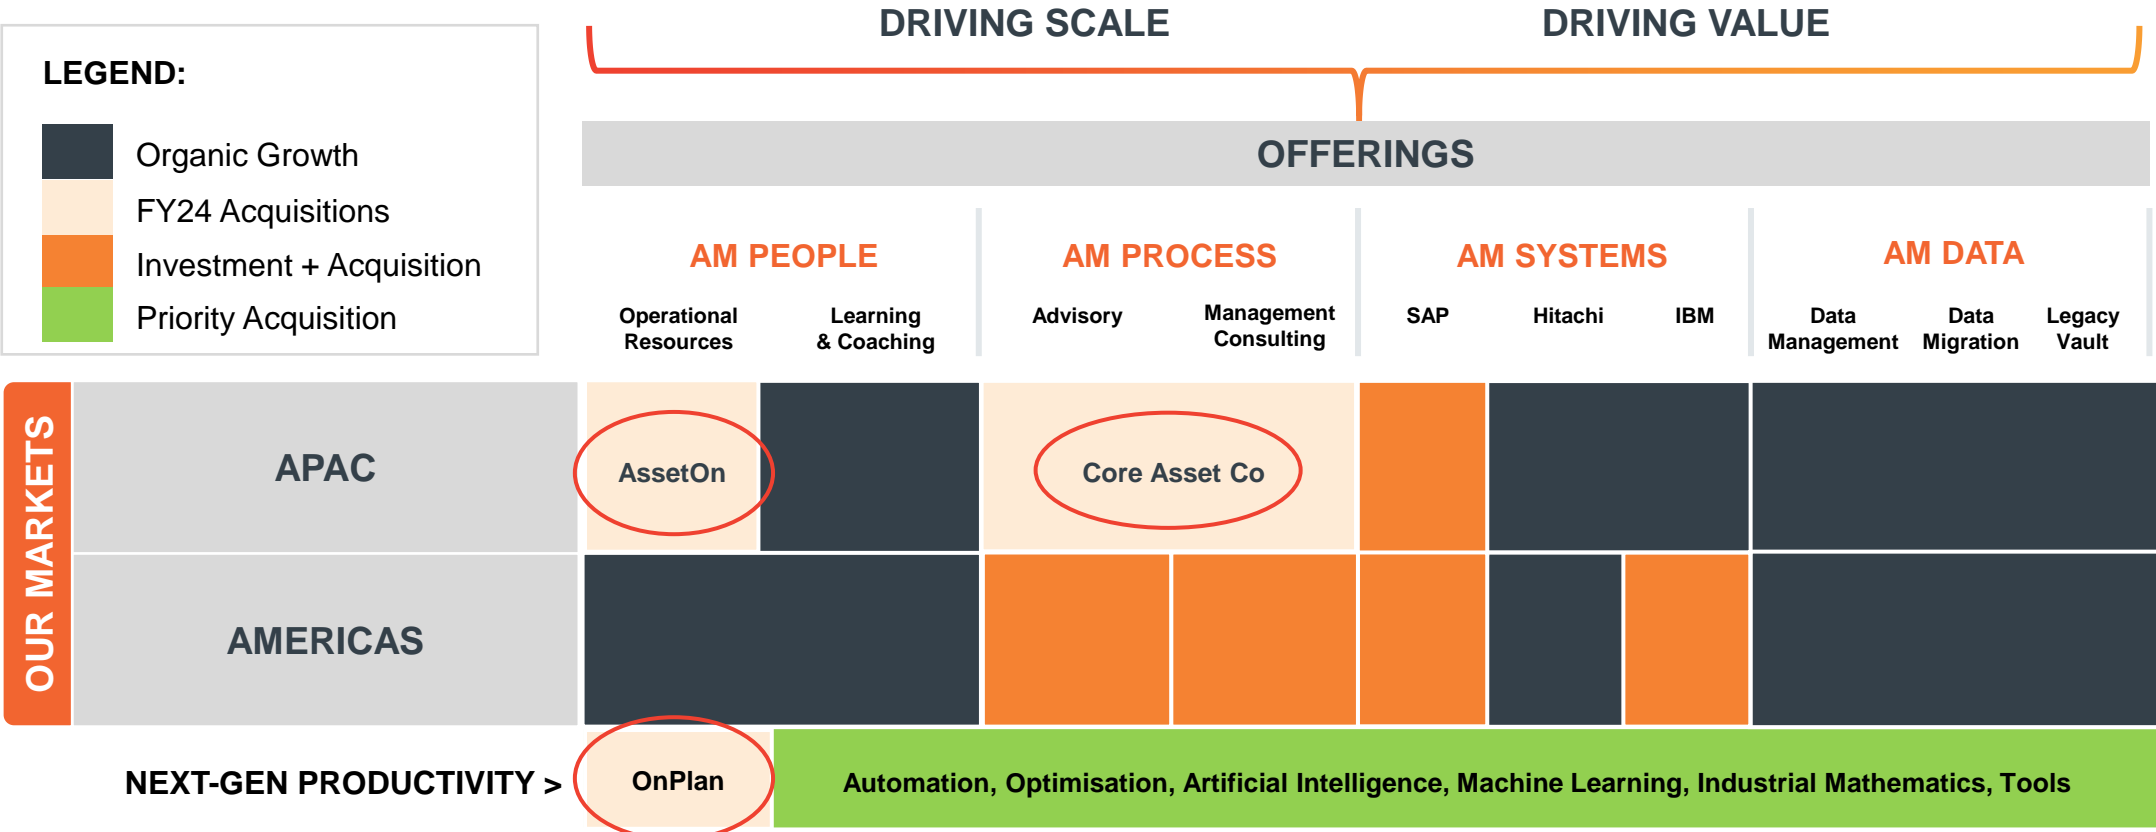 DRIVING SCALE
DRIVING VALUE
LEGEND:
Organic Growth
FY24 Acquisitions
Investment + Acquisition
Priority Acquisition
OFFERINGS
AM PEOPLE
AM PROCESS
AM SYSTEMS
AM DATA
Operational
Resources
Learning
& Coaching
Advisory
Management
Consulting
SAP
Hitachi
IBM
Data
Management
Data
Migration
Legacy
Vault
OUR MARKETS
APAC
AssetOn
Core Asset Co
AMERICAS
NEXT-GEN PRODUCTIVITY >
OnPlan
Automation, Optimisation, Artificial Intelligence, Machine Learning, Industrial Mathematics, Tools